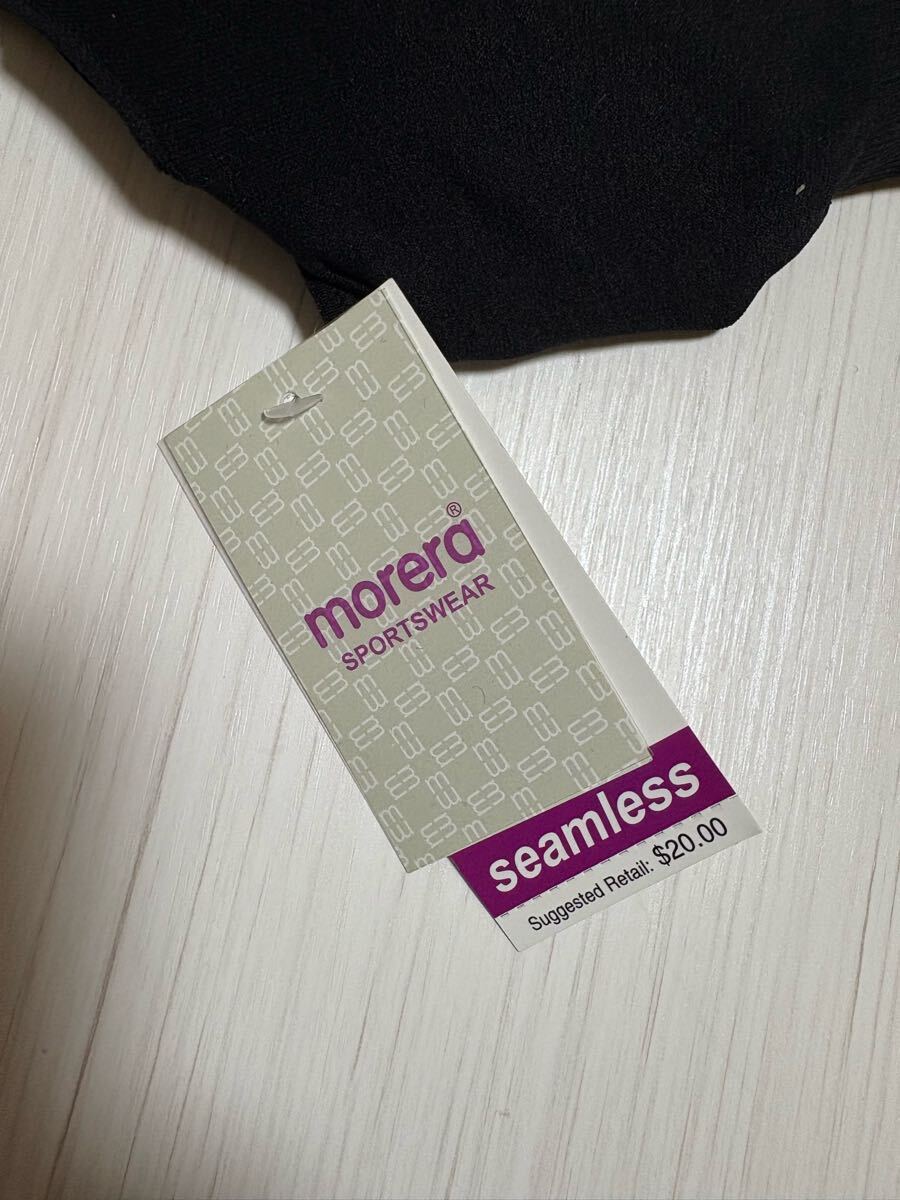 morera®
SPORTSWEAR
seamless
Suggested Retail: $20.00